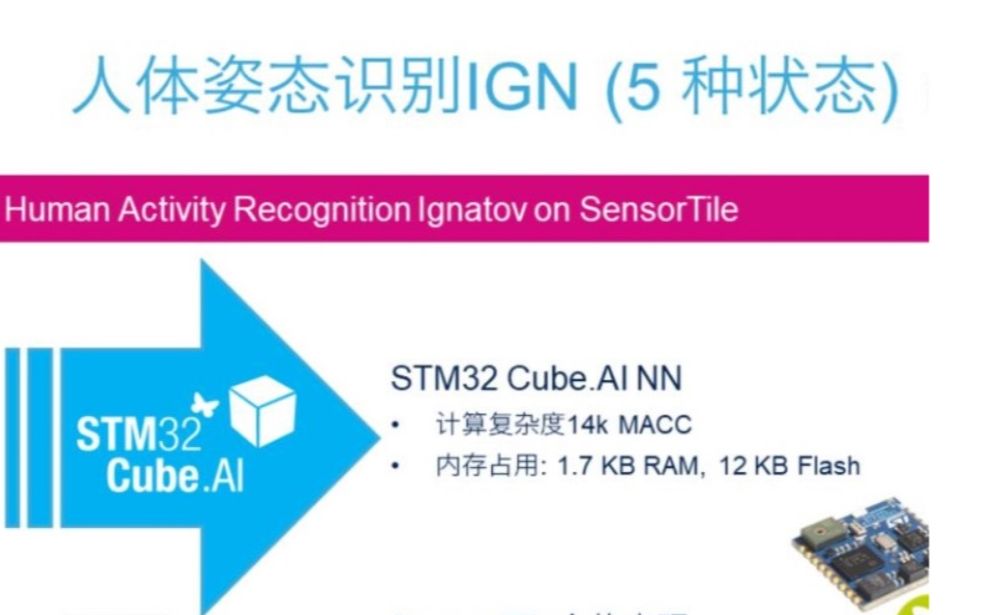 人体姿态识别IGN (5 种状态)
Human Activity Recognition Ignatov on SensorTile
STM32
Cube.AI
STM32 Cube.AI NN
• 计算复杂度14k MACC
• 内存占用: 1.7 KB RAM, 12 KB Flash